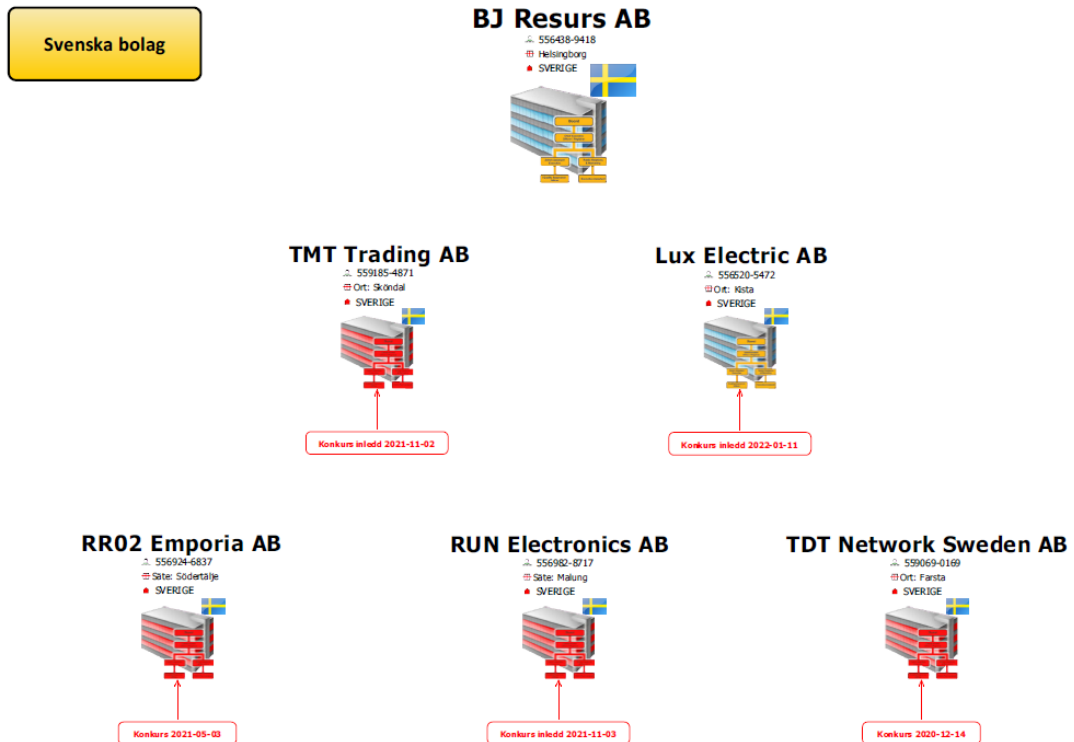 Svenska bolag
BJ Resurs AB
556438-9418
Helsingborg
SVERIGE
TMT Trading AB
559185-4871
Ort: Sköndal
SVERIGE
Konkurs inledd 2021-11-02
Lux Electric AB
556520-5472
Ort: Kista
SVERIGE
Konkurs inledd 2022-01-11
RR02 Emporia AB
556924-6837
Säte: Södertälje
SVERIGE
Konkurs 2021-05-03
RUN Electronics AB
556982-8717
Säte: Malung
SVERIGE
Konkurs inledd 2021-11-03
TDT Network Sweden AB
559069-0169
Ort: Farsta
SVERIGE
Konkurs 2020-12-14